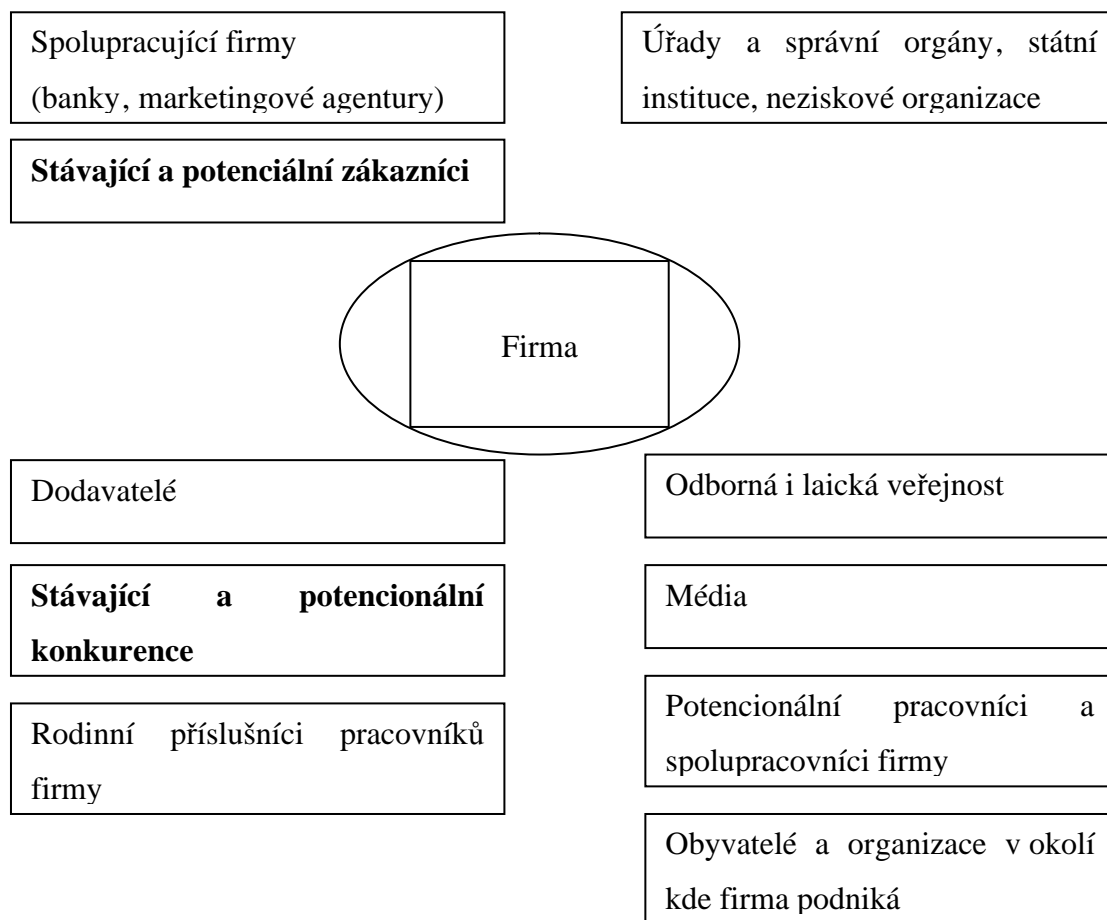 Spolupracující firmy
(banky, marketingové agentury)
Úřady a správní orgány, státní
instituce, neziskové organizace
Stávající a potenciální zákazníci
Firma
Dodavatelé
Odborná i laická veřejnost
Stávající a potencionální
konkurence
Média
Rodinní příslušníci pracovníků
firmy
Potencionální pracovníci a
spolupracovníci firmy
Obyvatelé a organizace v okolí
kde firma podniká